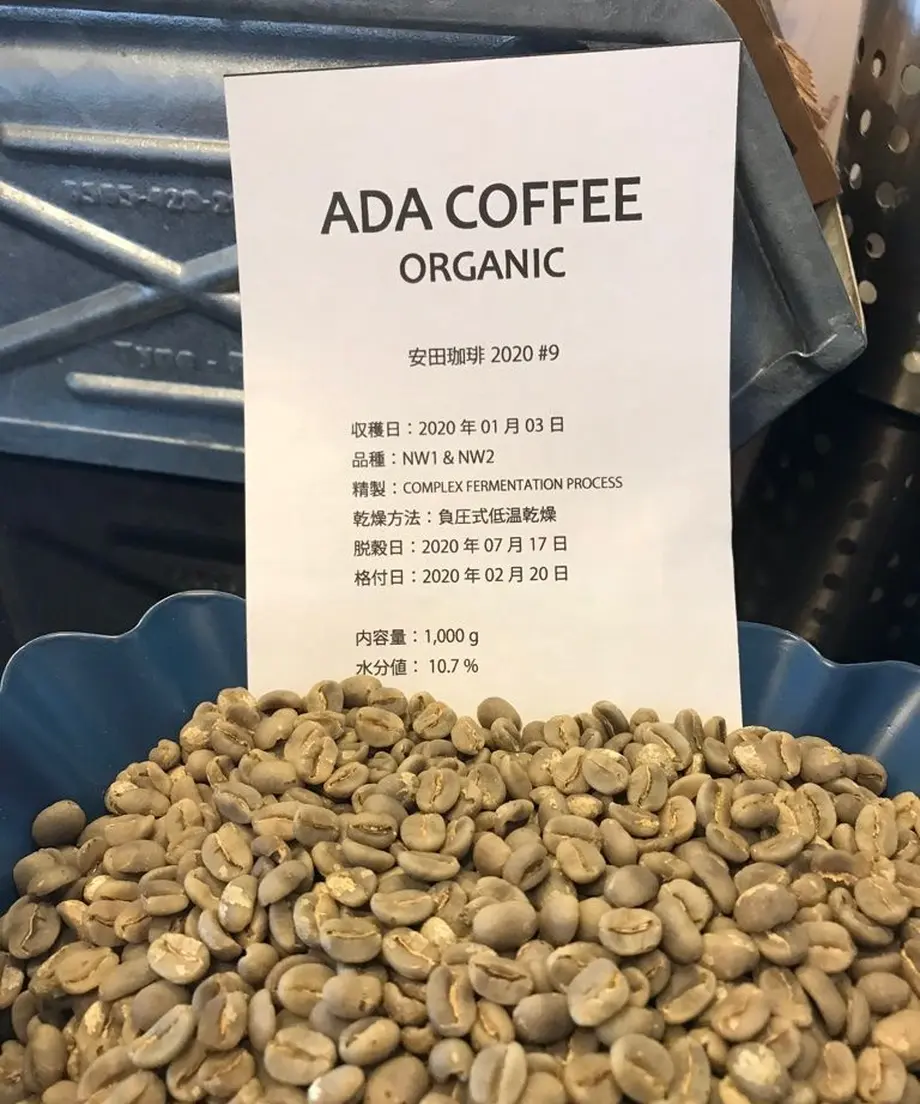 ADA COFFEE
ORGANIC
安田珈琲 2020 #9
収穫日：2020 年 01 月 03 日
品種：NW1 & NW2
精製：COMPLEX FERMENTATION PROCESS
乾燥方法：負圧式低温乾燥
脱穀日：2020 年 07 月 17 日
格付日：2020 年 02 月 20 日
内容量：1,000 g
水分値： 10.7 %